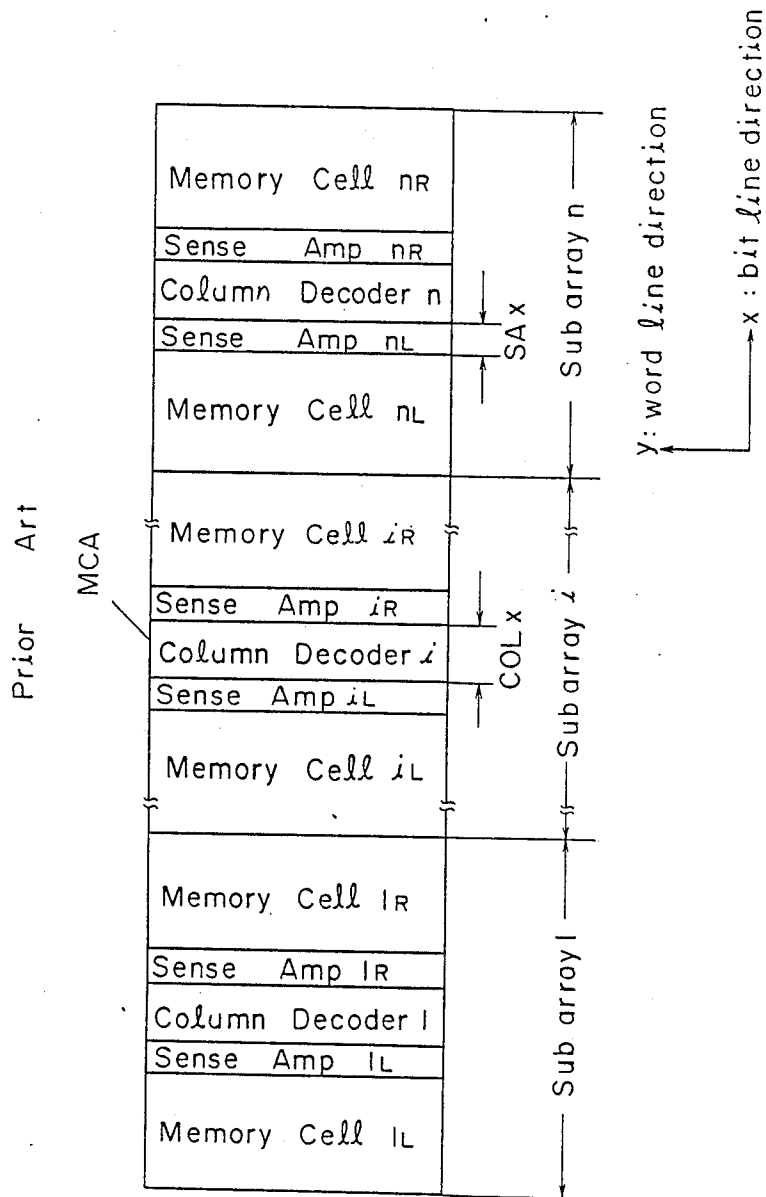 Prior Art
MCA
Memory Cell nR
Sense Amp nR
Column Decoder n
Sense Amp nL
Memory Cell nL
Memory Cell iR
Sense Amp iR
Column Decoder i
Sense Amp iL
Memory Cell iL
Memory Cell 1R
Sense Amp 1R
Column Decoder 1
Sense Amp 1L
Memory Cell 1L
SAx
COLx
Sub array n
Sub array i
Sub array 1
y: word line direction
x: bit line direction